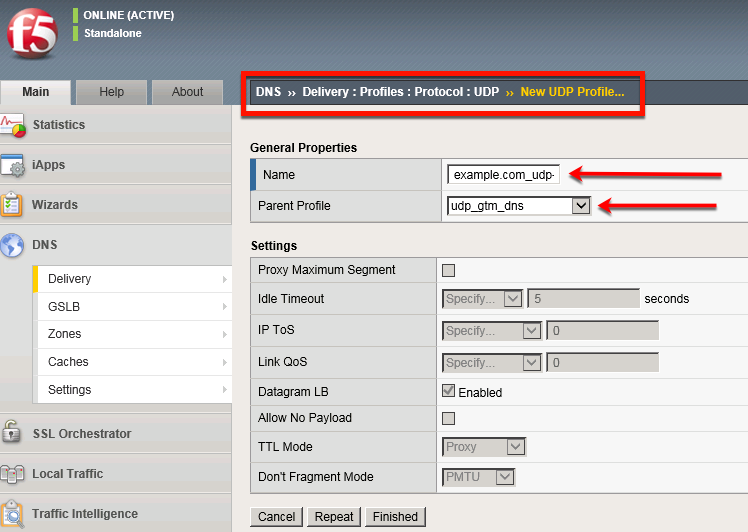 f5
ONLINE (ACTIVE)
Standalone
Main Help About
DNS ›› Delivery : Profiles : Protocol : UDP ›› New UDP Profile...
Statistics
iApps
Wizards
DNS
Delivery
GSLB
Zones
Caches
Settings
SSL Orchestrator
Local Traffic
Traffic Intelligence
General Properties
Name example.com_udp-
Parent Profile udp_gtm_dns
Settings
Proxy Maximum Segment
Idle Timeout Specify... 5 seconds
IP ToS Specify... 0
Link QoS Specify... 0
Datagram LB Enabled
Allow No Payload
TTL Mode Proxy
Don't Fragment Mode PMTU
Cancel Repeat Finished